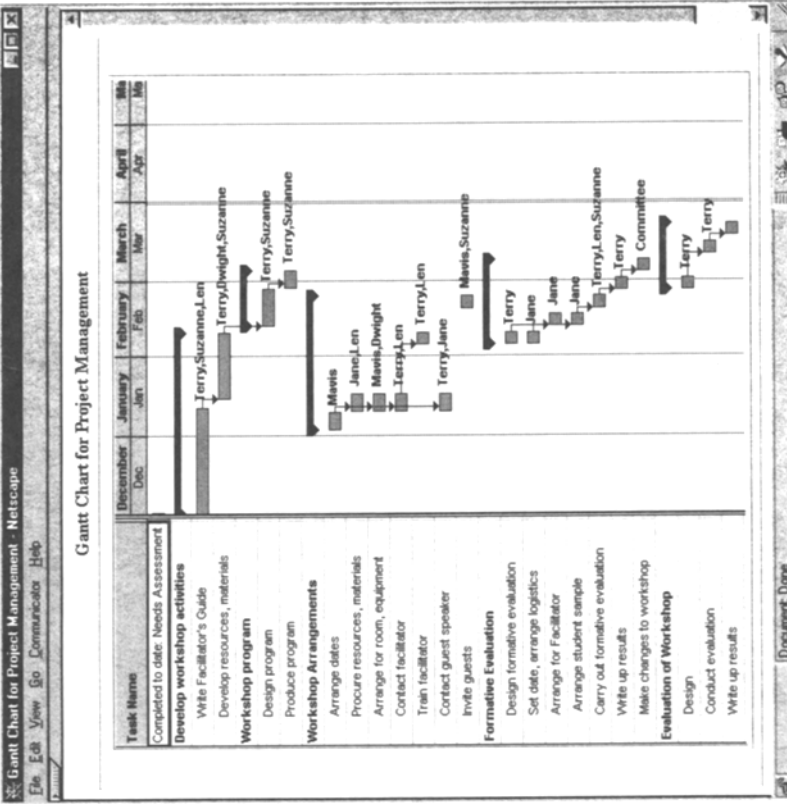 Gantt Chart for Project Management - Netscape
File Edit View Go Communicator Help
Gantt Chart for Project Management
Task Name December January February March April Ma
Dec Jan Feb Mar Apr Ma
Completed to date: Needs Assessment
Develop workshop activities
Write Facilitator's Guide Terry,Suzanne,Len
Develop resources, materials Terry,Dwight,Suzanne
Workshop program
Design program Terry,Suzanne
Produce program Terry,Suzanne
Workshop Arrangements
Arrange dates Mavis
Procure resources, materials Jane,Len
Arrange for room, equipment Mavis,Dwight
Contact facilitator Terry,Len
Train facilitator Terry,Len
Contact guest speaker Terry,Jane
Invite guests Mavis,Suzanne
Formative Evaluation
Design formative evaluation Terry
Set date, arrange logistics Jane
Arrange for Facilitator Jane
Arrange student sample Jane
Carry out formative evaluation Terry,Len,Suzanne
Write up results Terry
Make changes to workshop Committee
Evaluation of Workshop
Design Terry
Conduct evaluation Terry
Write up results
Document: Done